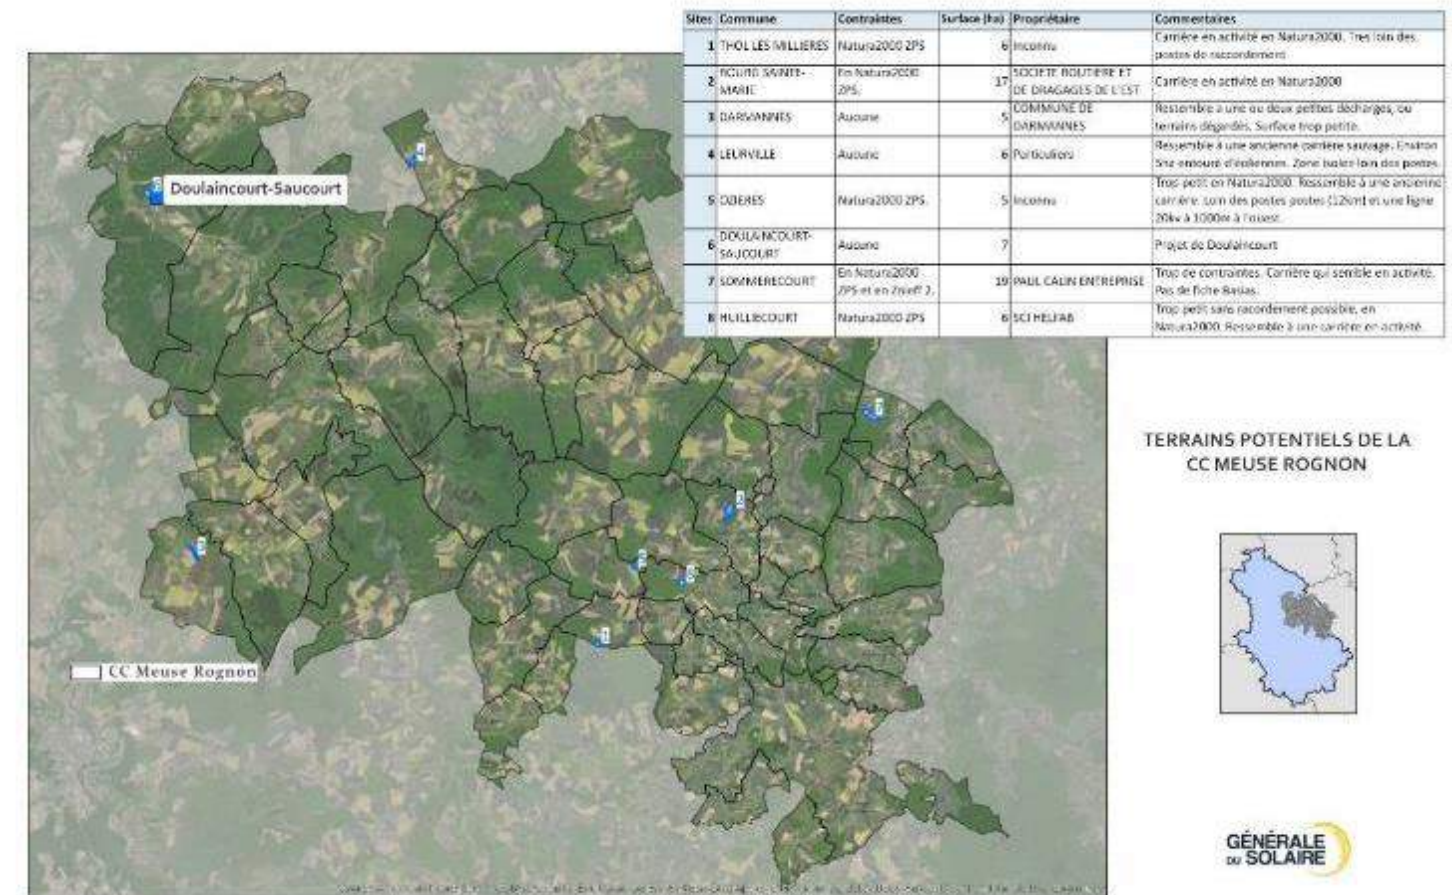 Sites Commune Contraintes Surface (ha) Propriétaire Commentaires
1 THOL LES MILLIERES Natura2000 ZPS 6 Inconnu Carrière en activité en Natura2000. Tres loin des
postes de raccordement
2 BOURG SAINTE-
MARIE En Natura2000
ZPS. 17 SOCIETE ROUTIERE ET
DE DRAGAGES DE L'EST Carrière en activité en Natura2000
3 DARMANNES Aucune 5 COMMUNE DE
DARMANNES Ressemble a une ou deux petites décharges, ou
terrains dégardés. Surface trop petite.
4 LEURVILLE Aucune 6 Particuliers Ressemble à une ancienne carrière sauvage. Environ
5ha entouré d'éoliennes. Zone isolée loin des postes.
5 OZIERES Natura2000 ZPS. 5 Inconnu Trop petit en Natura2000. Ressemble à une ancienne
carrière. Loin des postes postes (12km) et une ligne
20kv à 1000m à l'ouest.
6 DOULAINCOURT-
SAUCOURT Aucune 7 Projet de Doulaincourt
7 SOMMERECOURT En Natura2000
ZPS et en Znieff 2. 19 PAUL CALIN ENTREPRISE Trop de contraintes. Carrière qui semble en activité.
Pas de fiche Basias.
8 HUILLIECOURT Natura2000 ZPS 6 SCI HELFAB Trop petit sans racordement possible, en
Natura2000. Ressemble à une carrière en activité.
4
Doulaincourt-Saucourt
7
TERRAINS POTENTIELS DE LA
CC MEUSE ROGNON
CC Meuse Rognon
1
GÉNÉRALE
DU SOLAIRE